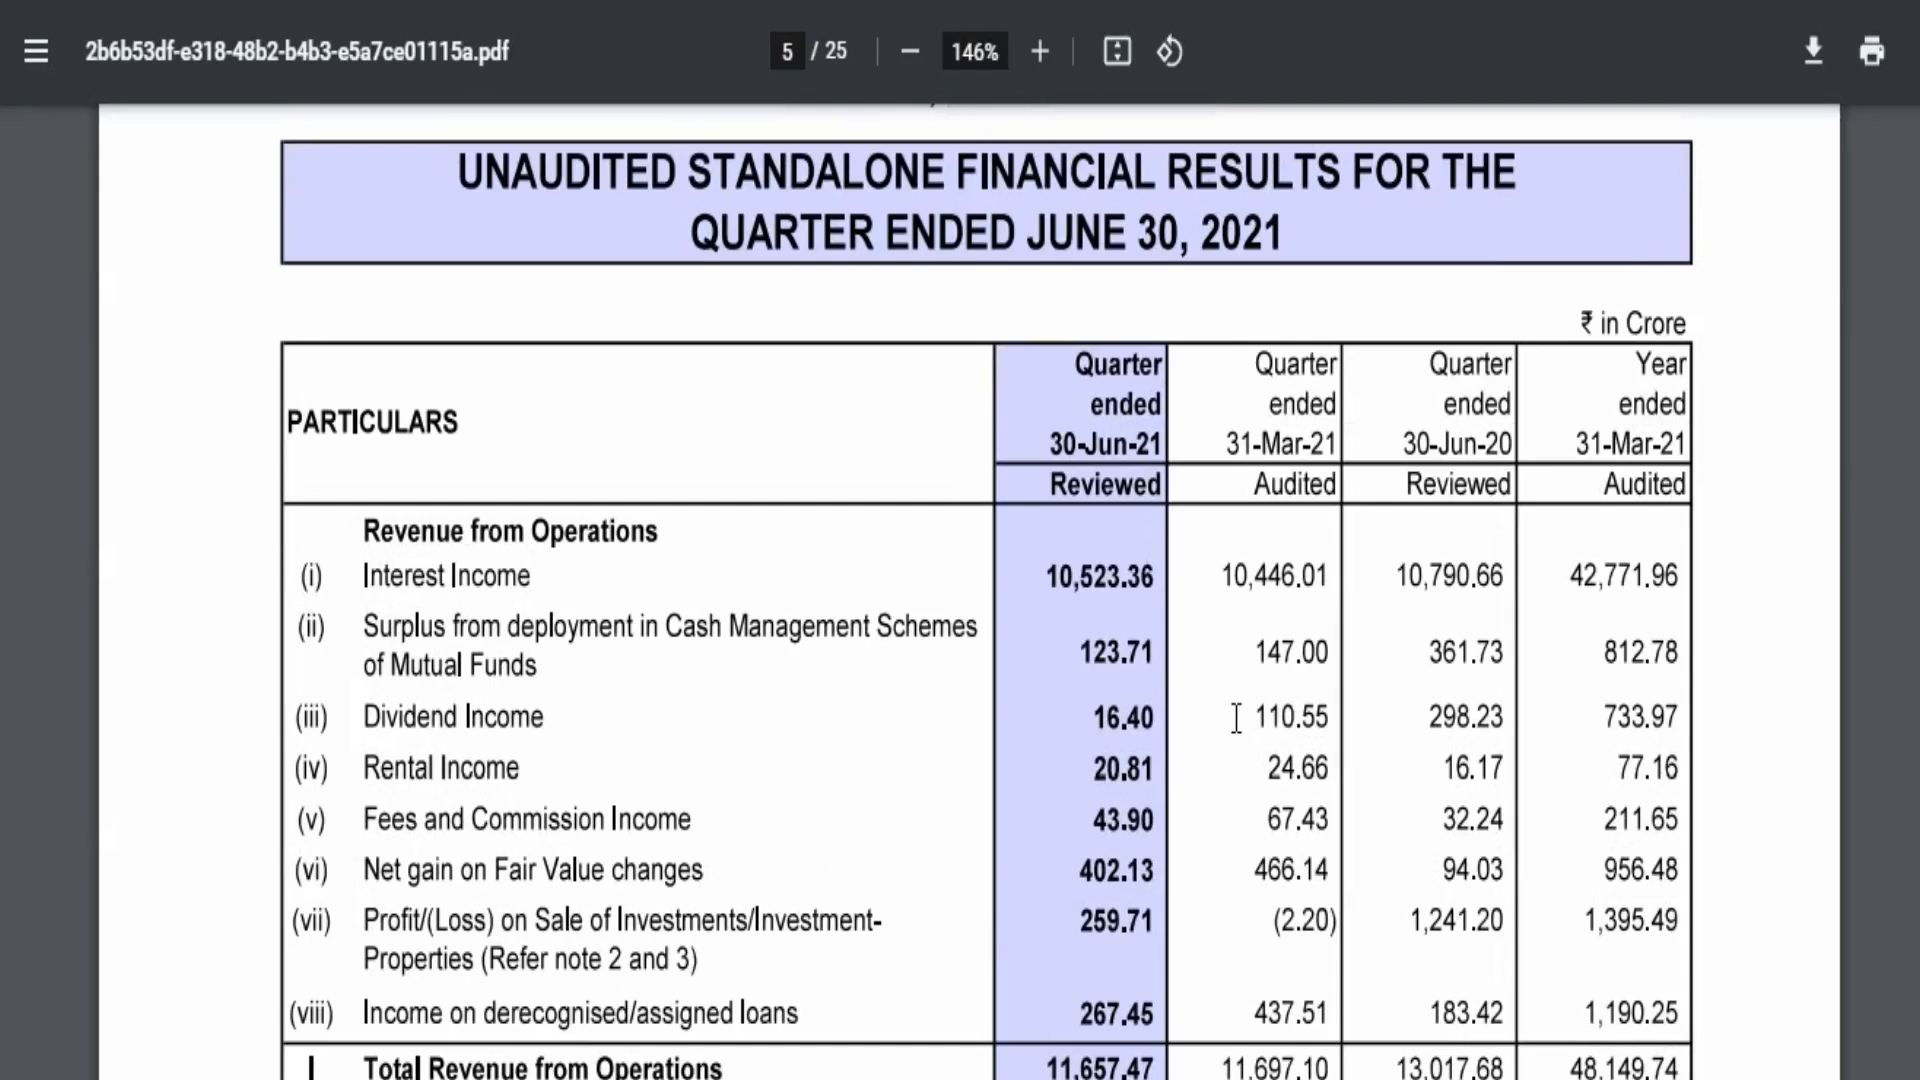 2b6b53df-e318-48b2-b4b3-e5a7ce01115a.pdf 5 / 25 146%
UNAUDITED STANDALONE FINANCIAL RESULTS FOR THE
QUARTER ENDED JUNE 30, 2021
₹ in Crore
PARTICULARS
Quarter ended 30-Jun-21 Quarter ended 31-Mar-21 Quarter ended 30-Jun-20 Year ended 31-Mar-21
Reviewed Audited Reviewed Audited
Revenue from Operations
(i) Interest Income 10,523.36 10,446.01 10,790.66 42,771.96
(ii) Surplus from deployment in Cash Management Schemes
of Mutual Funds 123.71 147.00 361.73 812.78
(iii) Dividend Income 16.40 110.55 298.23 733.97
(iv) Rental Income 20.81 24.66 16.17 77.16
(v) Fees and Commission Income 43.90 67.43 32.24 211.65
(vi) Net gain on Fair Value changes 402.13 466.14 94.03 956.48
(vii) Profit/(Loss) on Sale of Investments/Investment- 259.71 (2.20) 1,241.20 1,395.49
Properties (Refer note 2 and 3)
(viii) Income on derecognised/assigned loans 267.45 437.51 183.42 1,190.25
I Total Revenue from Operations 11,657.47 11,697.10 13,017.68 48,149.74